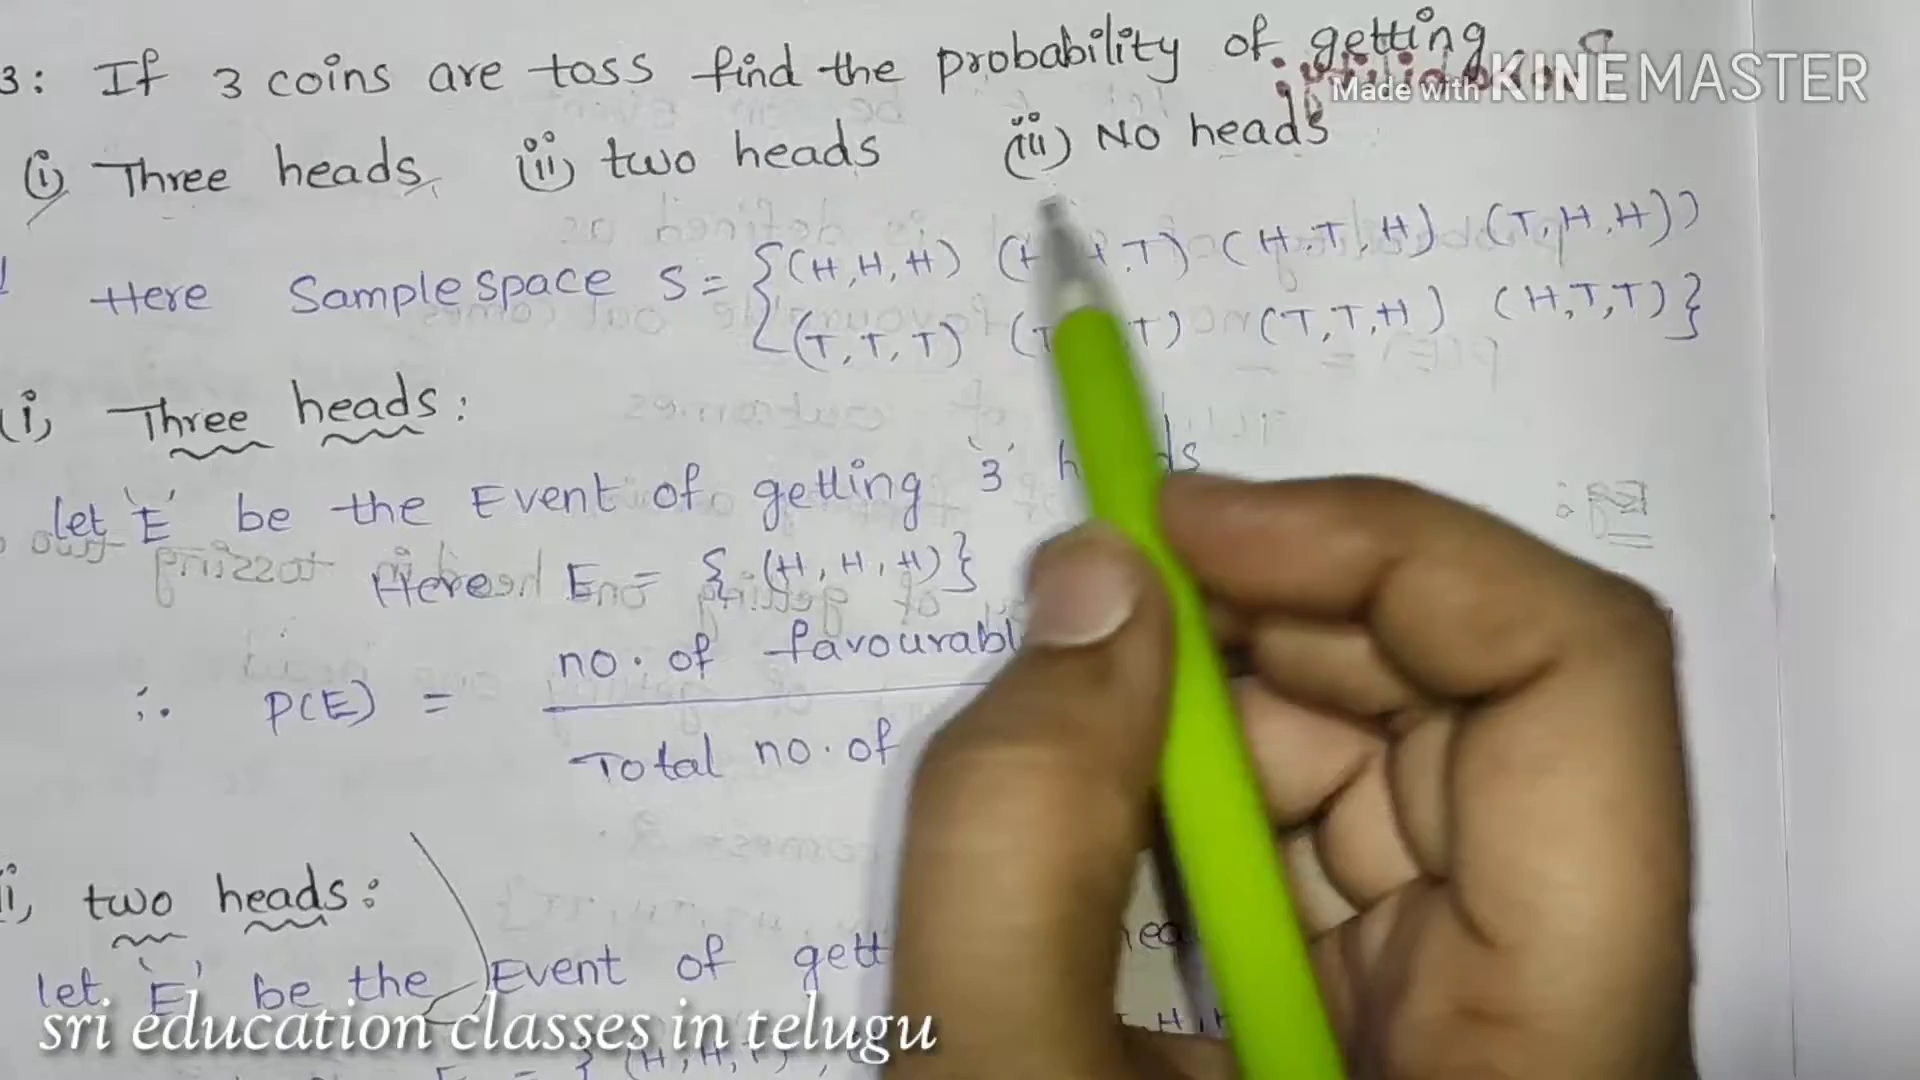 3: If 3 coins are toss find the probability of getting
Made with KINEMASTER
(i) Three heads (ii) two heads (iii) No heads
Here Sample space S = {(H,H,H) T) (H,T,H) (T,H,H))
(T,T,T) T) (T,T,H) (H,T,T)}
(i, Three heads:
let 'E' be the Event of getting '3'
Here E = {(H,H,H)}
∴ P(E) = no. of
Total no. of
ii, two heads:
let 'E' be the Event of
sri education classes in telugu